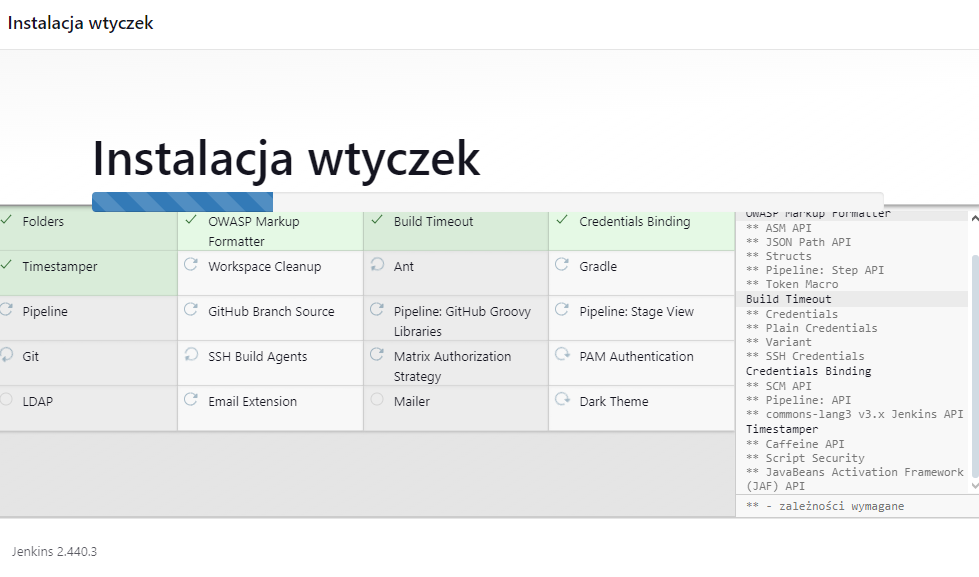 Instalacja wtyczek
Instalacja wtyczek
Folders
OWASP Markup
Formatter
Build Timeout
Credentials Binding
Timestamper
Workspace Cleanup
Ant
Gradle
Pipeline
GitHub Branch Source
Pipeline: GitHub Groovy
Libraries
Pipeline: Stage View
Git
SSH Build Agents
Matrix Authorization
Strategy
PAM Authentication
LDAP
Email Extension
Mailer
Dark Theme
OWASP Markup Formatter
** ASM API
** JSON Path API
** Structs
** Pipeline: Step API
** Token Macro
Build Timeout
** Credentials
** Plain Credentials
** Variant
** SSH Credentials
Credentials Binding
** SCM API
** Pipeline: API
** commons-lang3 v3.x Jenkins API
Timestamper
** Caffeine API
** Script Security
** JavaBeans Activation Framework
(JAF) API
** - zależności wymagane
Jenkins 2.440.3